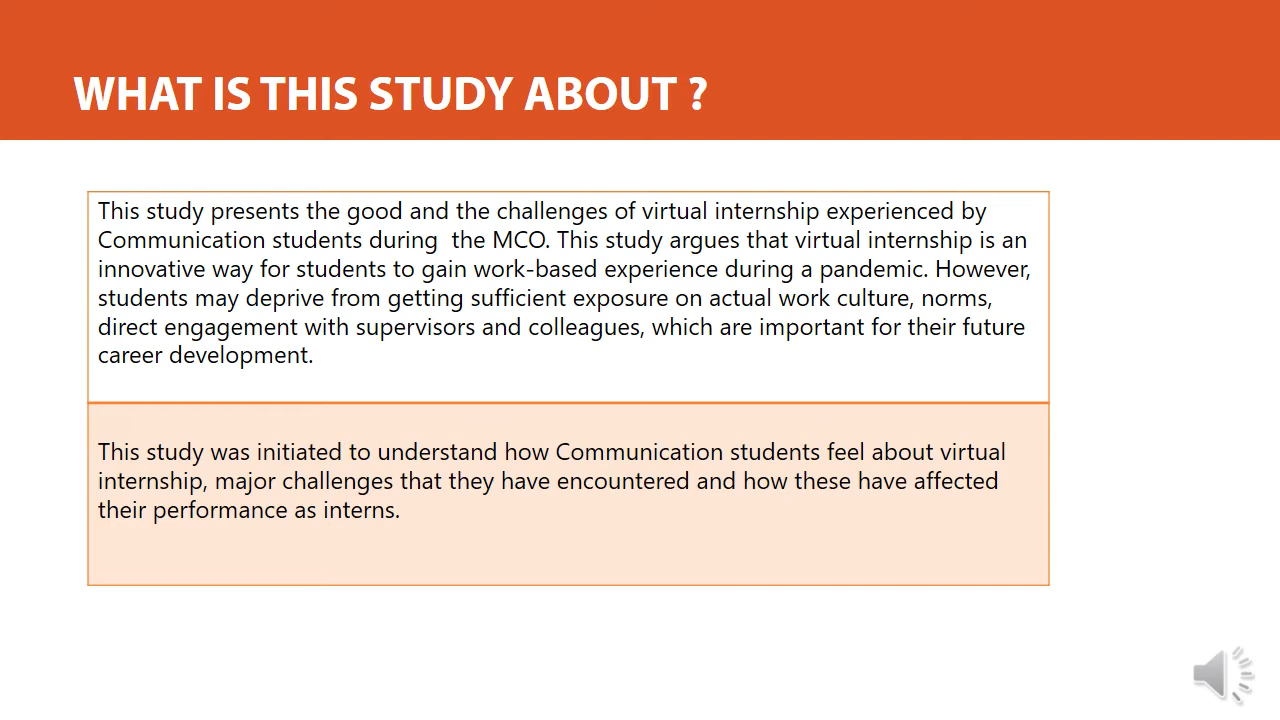 WHAT IS THIS STUDY ABOUT ?
This study presents the good and the challenges of virtual internship experienced by
Communication students during  the MCO. This study argues that virtual internship is an
innovative way for students to gain work-based experience during a pandemic. However,
students may deprive from getting sufficient exposure on actual work culture, norms,
direct engagement with supervisors and colleagues, which are important for their future
career development.
This study was initiated to understand how Communication students feel about virtual
internship, major challenges that they have encountered and how these have affected
their performance as interns.